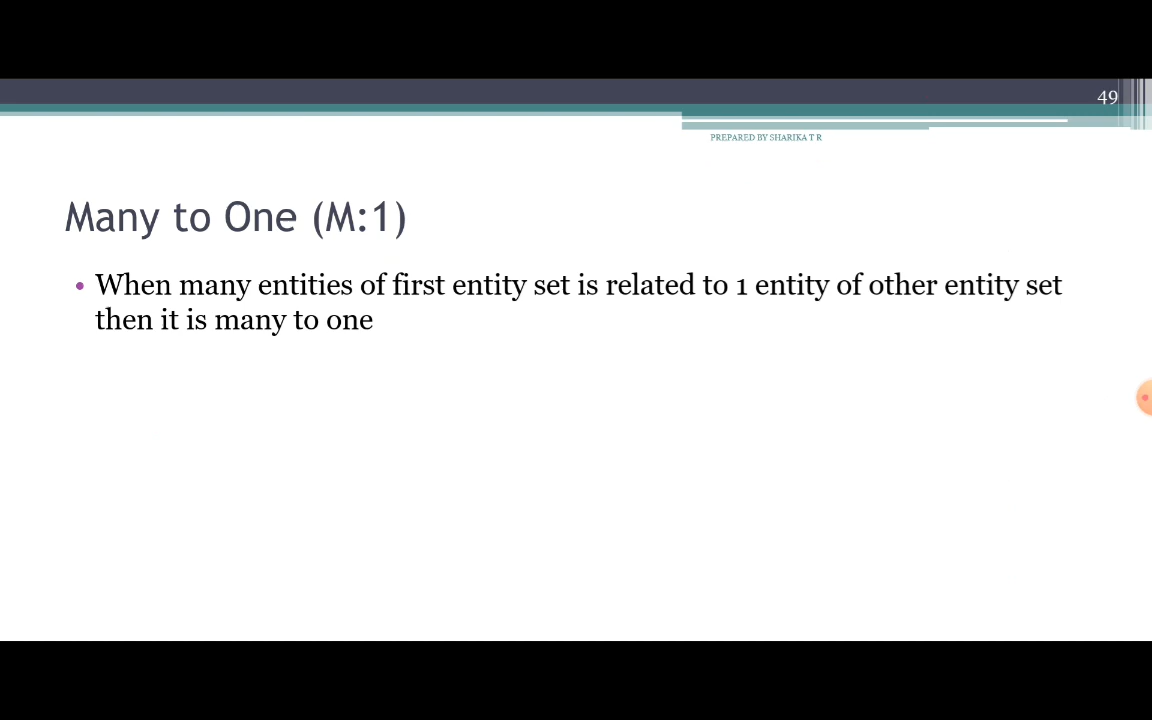 49
PREPARED BY SHARIKA T R
Many to One (M:1)
• When many entities of first entity set is related to 1 entity of other entity set
then it is many to one